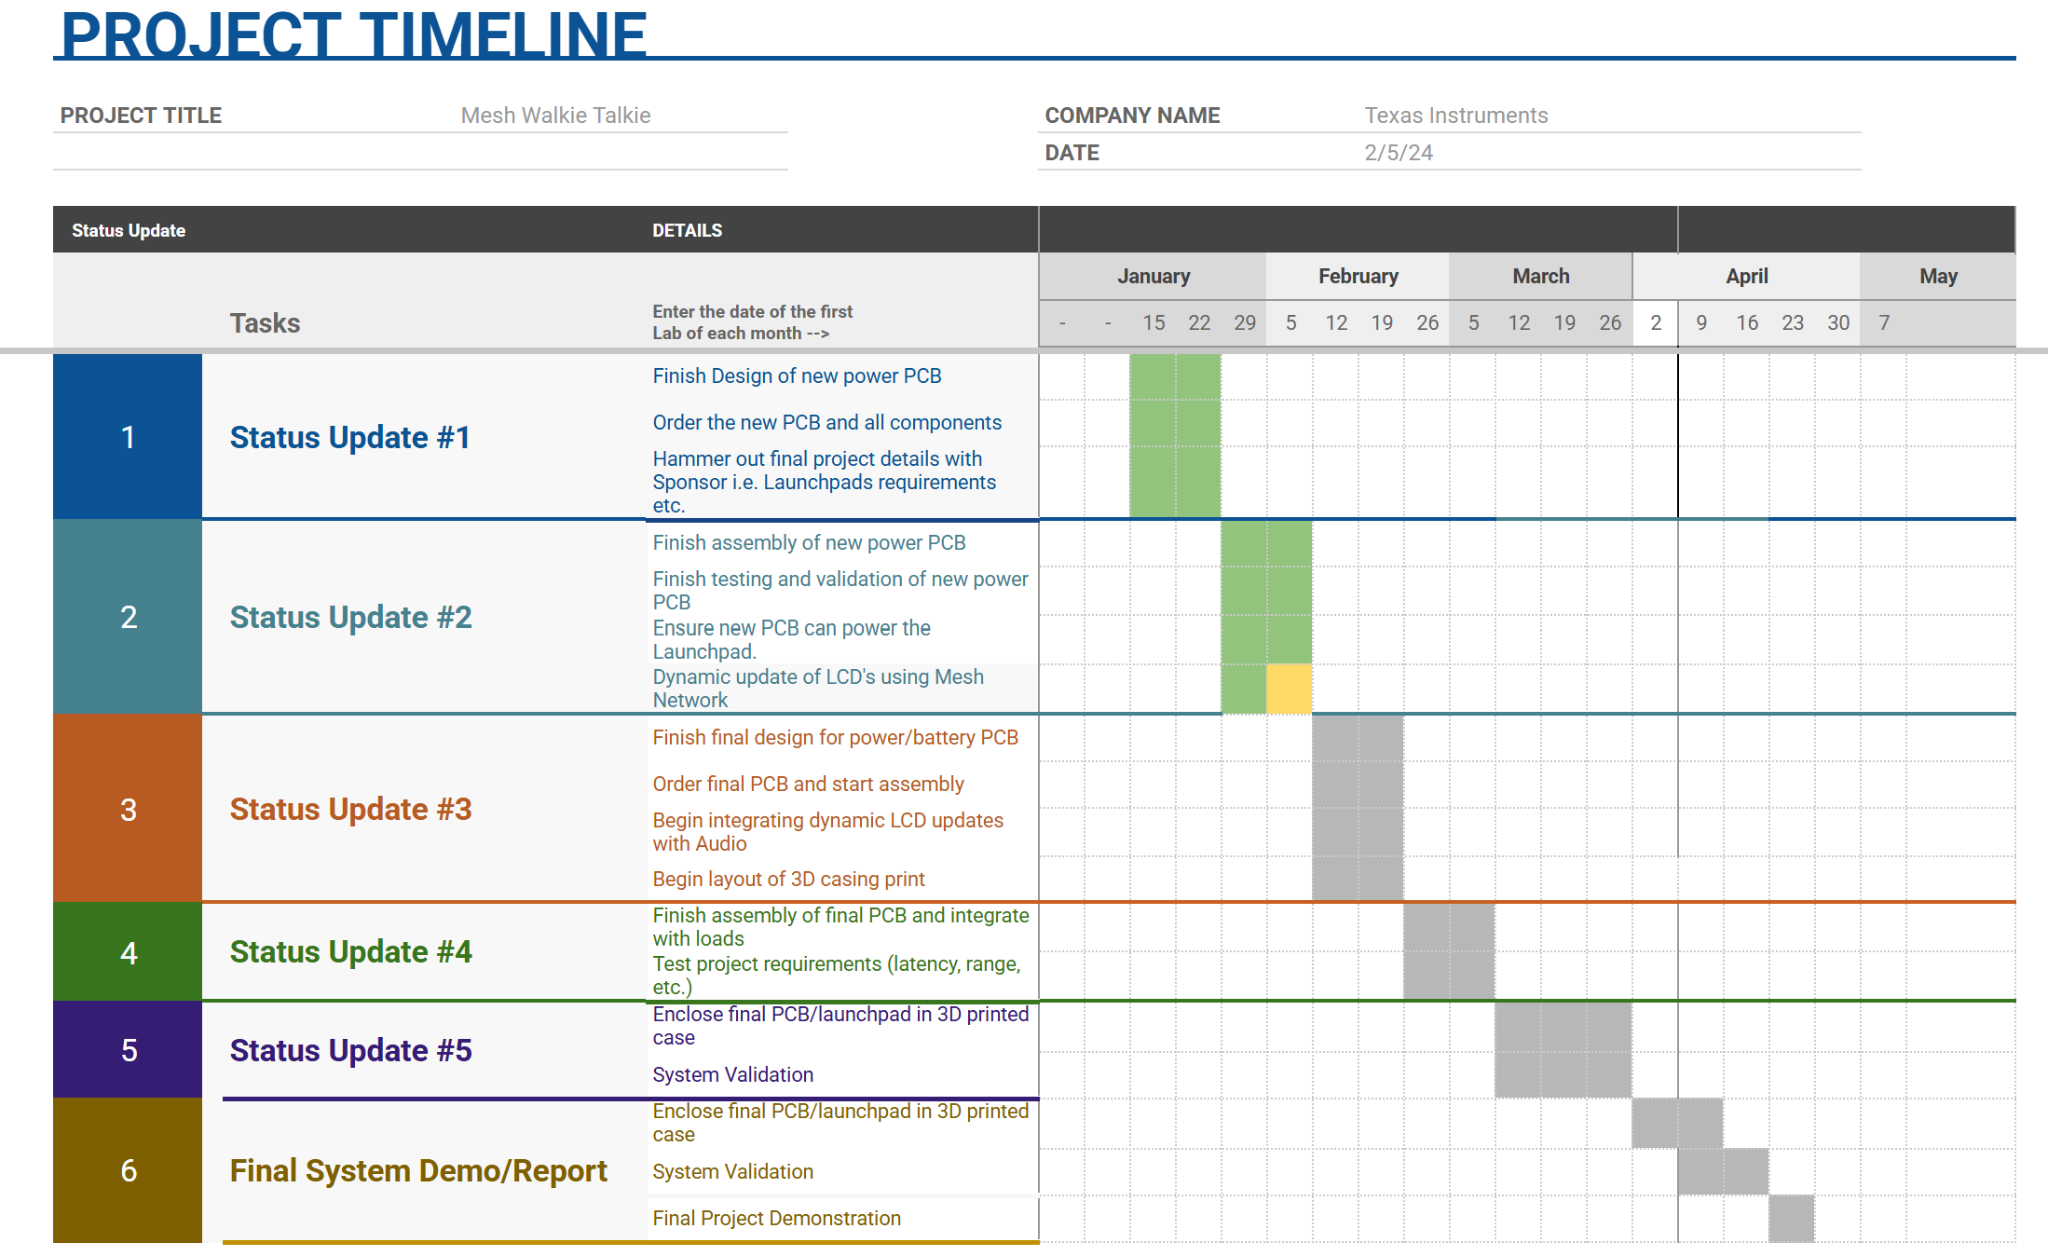 PROJECT TIMELINE
PROJECT TITLE Mesh Walkie Talkie COMPANY NAME Texas Instruments
DATE 2/5/24
Status Update DETAILS
January February March April May
Tasks
Enter the date of the first
Lab of each month -->
- - 15 22 29 5 12 19 26 5 12 19 26 2 9 16 23 30 7
1
Status Update #1
Finish Design of new power PCB
Order the new PCB and all components
Hammer out final project details with
Sponsor i.e. Launchpads requirements
etc.
2
Status Update #2
Finish assembly of new power PCB
Finish testing and validation of new power
PCB
Ensure new PCB can power the
Launchpad.
Dynamic update of LCD's using Mesh
Network
3
Status Update #3
Finish final design for power/battery PCB
Order final PCB and start assembly
Begin integrating dynamic LCD updates
with Audio
Begin layout of 3D casing print
4
Status Update #4
Finish assembly of final PCB and integrate
with loads
Test project requirements (latency, range,
etc.)
5
Status Update #5
Enclose final PCB/launchpad in 3D printed
case
System Validation
6
Final System Demo/Report
Enclose final PCB/launchpad in 3D printed
case
System Validation
Final Project Demonstration